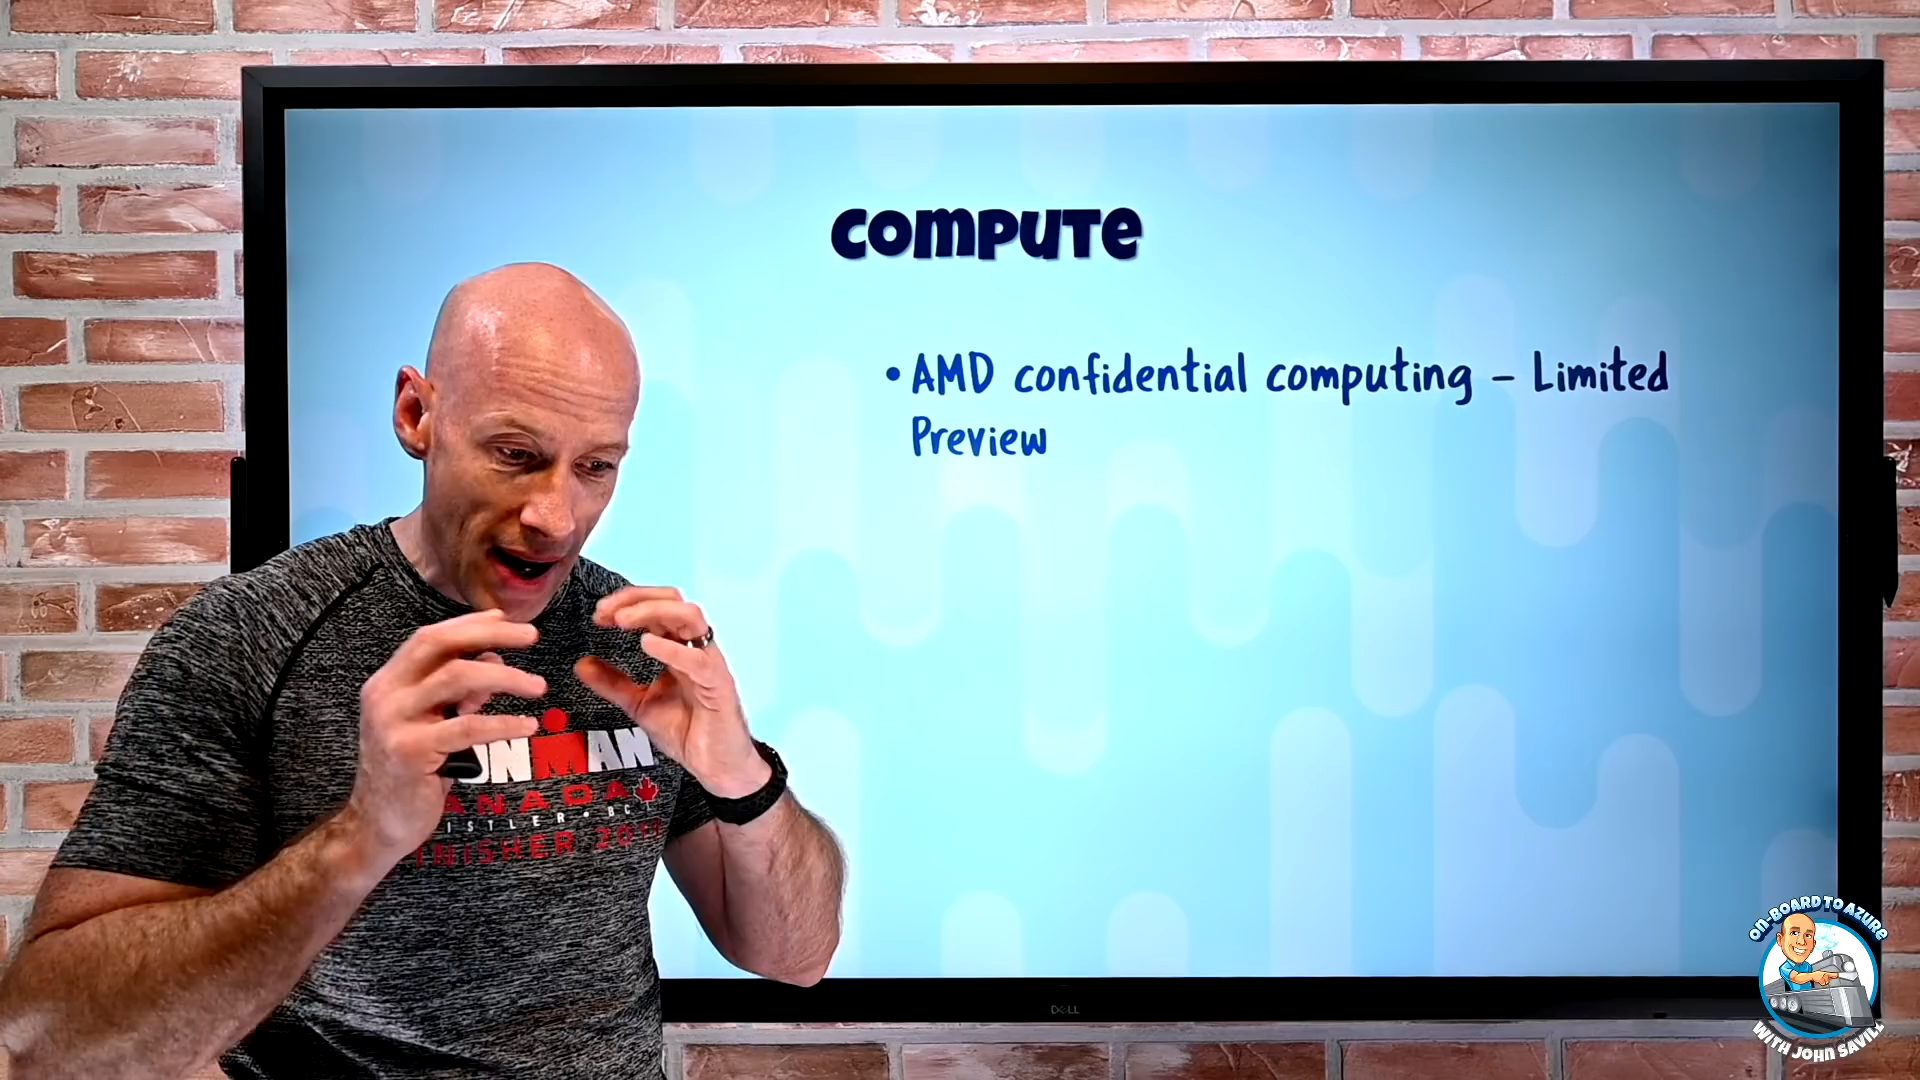 COMPUTE
• AMD confidential computing – Limited
Preview
ONMAN
ANADA
ISTLER • BC
INISHER 201
DELL
ON-BOARD TO AZURE
WITH JOHN SAVILL